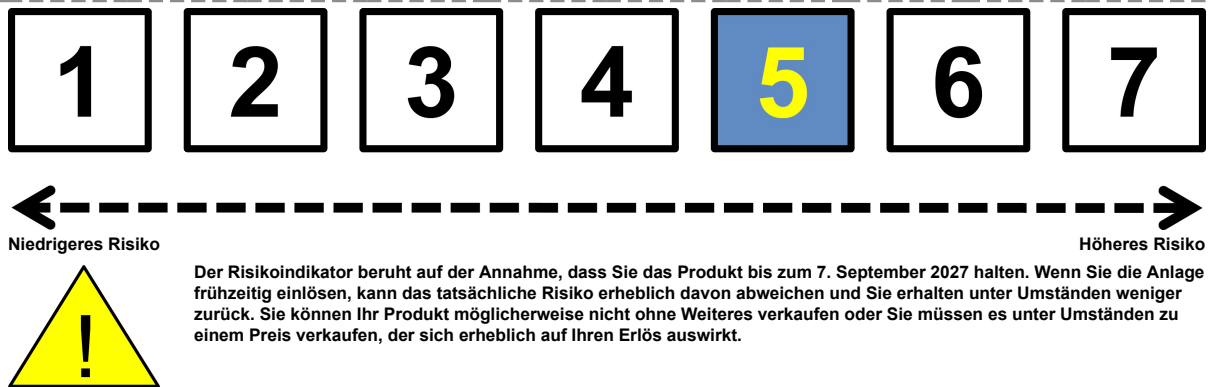 1 2 3 4 5 6 7
Niedrigeres Risiko Höheres Risiko
Der Risikoindikator beruht auf der Annahme, dass Sie das Produkt bis zum 7. September 2027 halten. Wenn Sie die Anlage
frühzeitig einlösen, kann das tatsächliche Risiko erheblich davon abweichen und Sie erhalten unter Umständen weniger
zurück. Sie können Ihr Produkt möglicherweise nicht ohne Weiteres verkaufen oder Sie müssen es unter Umständen zu
einem Preis verkaufen, der sich erheblich auf Ihren Erlös auswirkt.
!